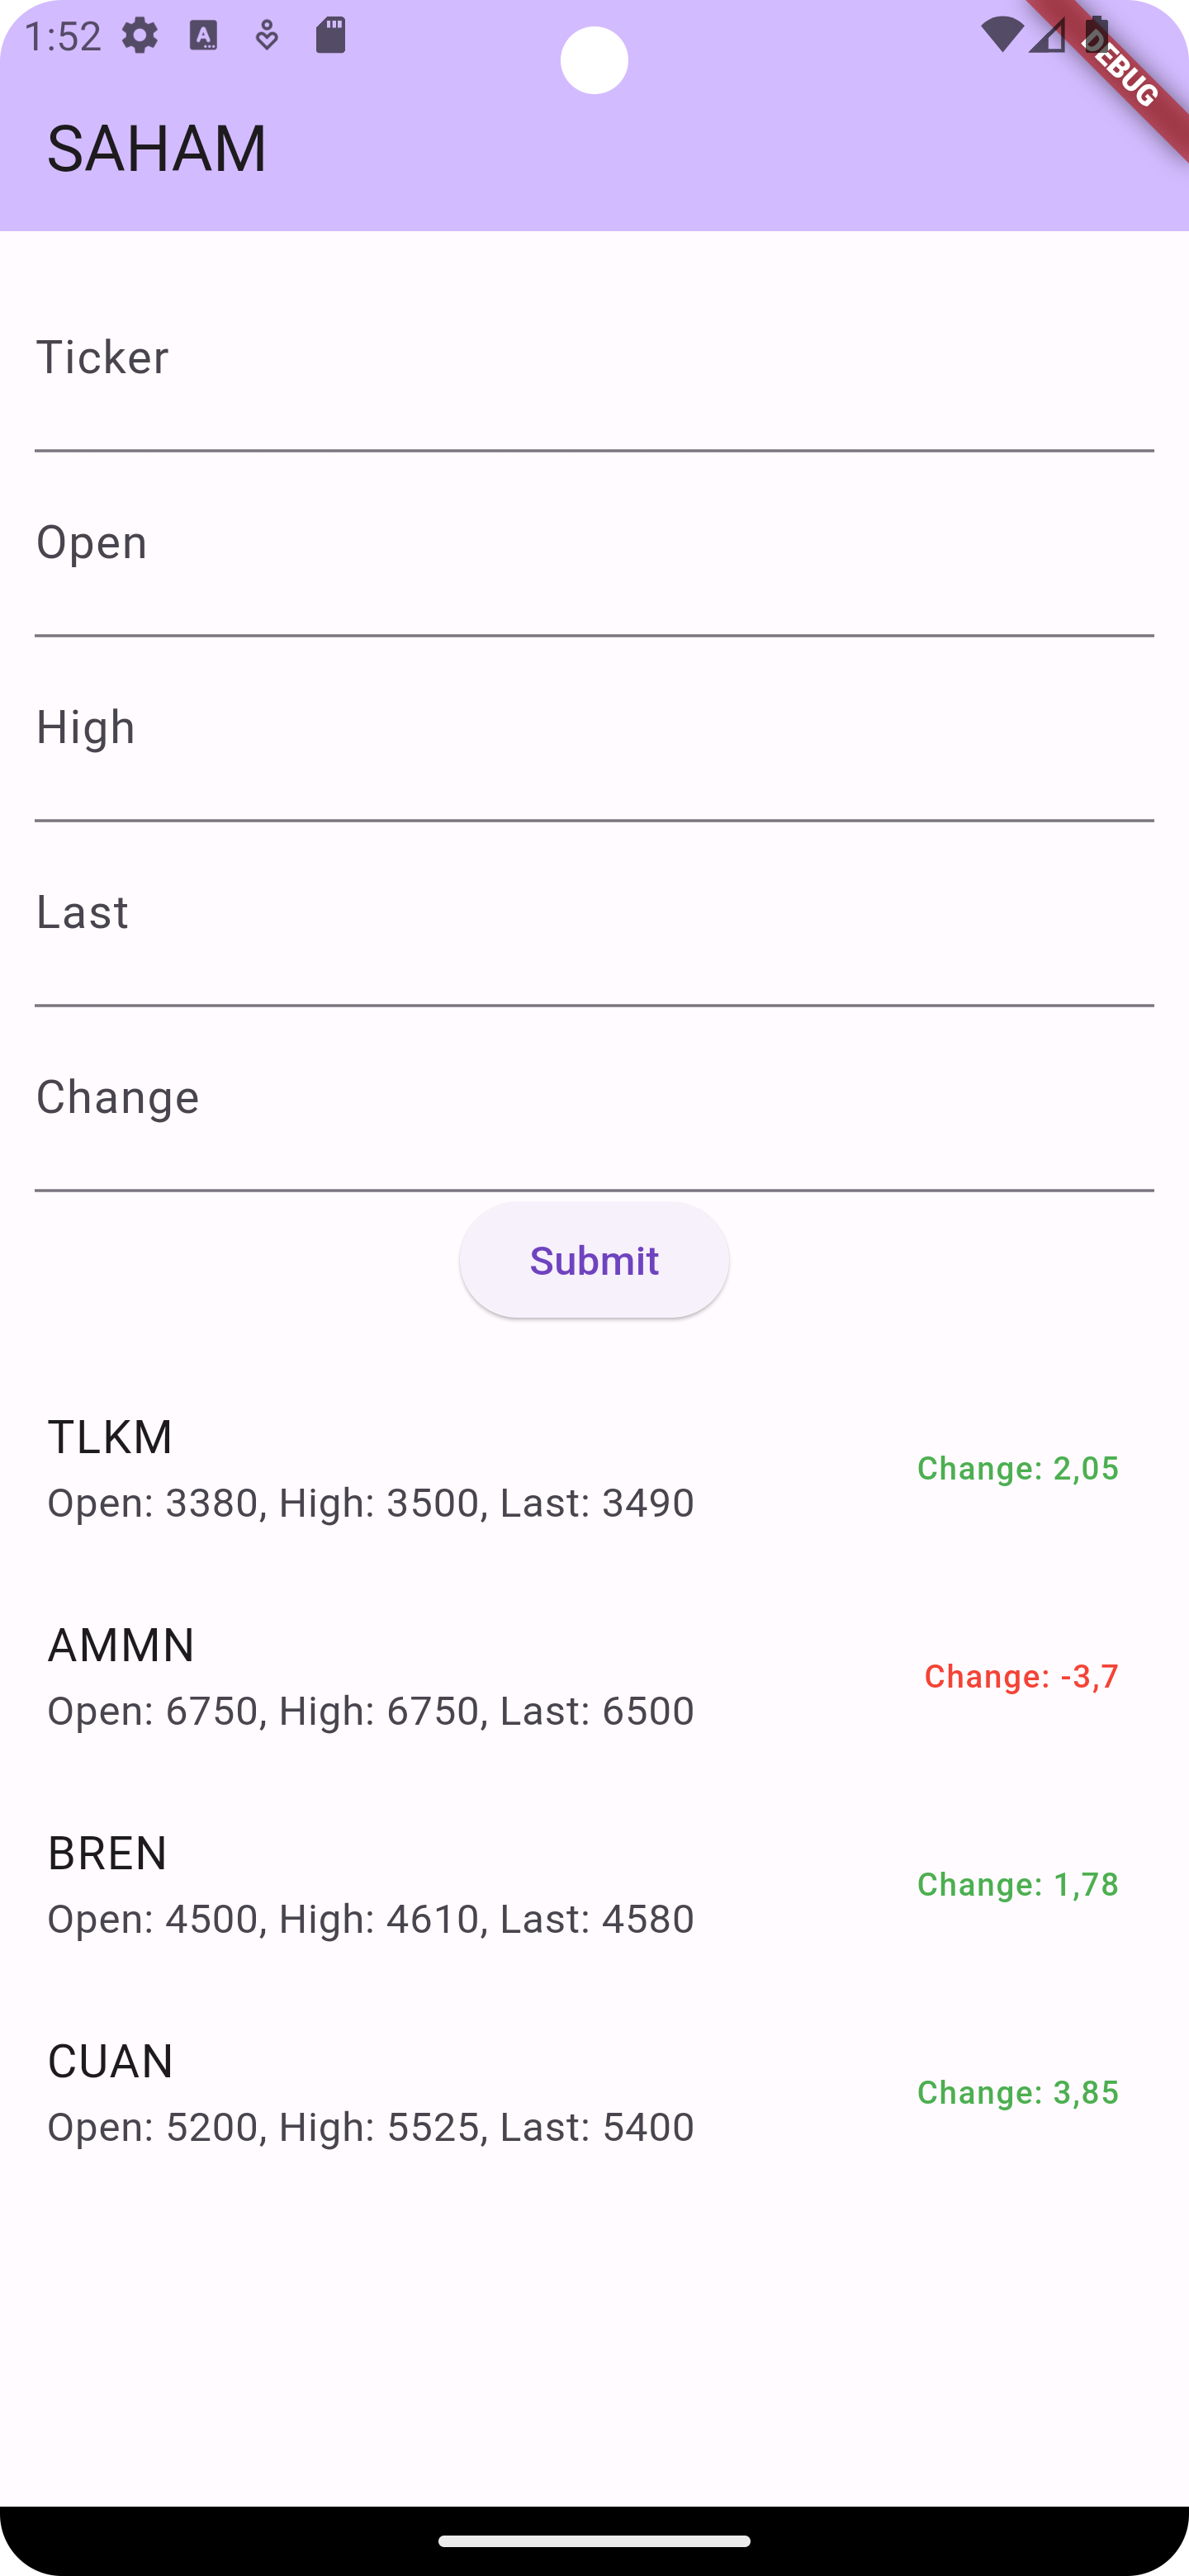 1:52
DEBUG
SAHAM
Ticker
Open
High
Last
Change
Submit
TLKM
Open: 3380, High: 3500, Last: 3490
Change: 2,05
AMMN
Open: 6750, High: 6750, Last: 6500
Change: -3,7
BREN
Open: 4500, High: 4610, Last: 4580
Change: 1,78
CUAN
Open: 5200, High: 5525, Last: 5400
Change: 3,85